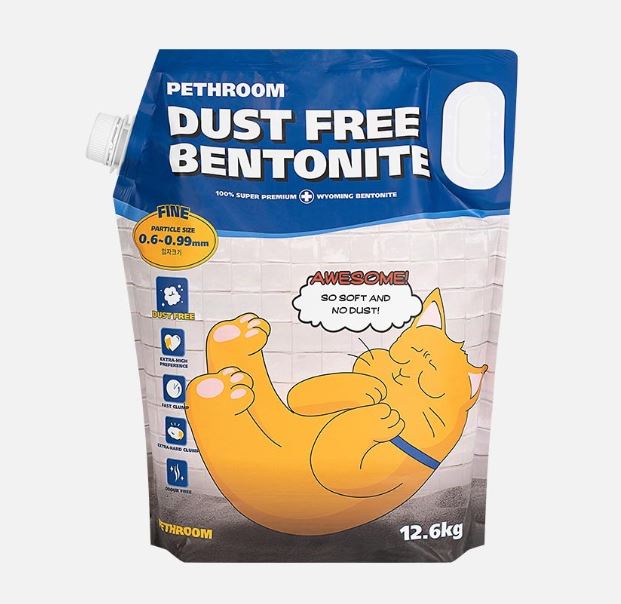 PETHROOM
DUST FREE
BENTONITE
100% SUPER PREMIUM WYOMING BENTONITE
FINE
PARTICLE SIZE
0.6~0.99mm
입자크기
AWESOME!
SO SOFT AND
NO DUST!
DUST FREE
EXTRA-HIGH
PREFERENCE
FAST CLUMP
EXTRA-HARD CLUMP
ODOUR FREE
PETHROOM
12.6kg